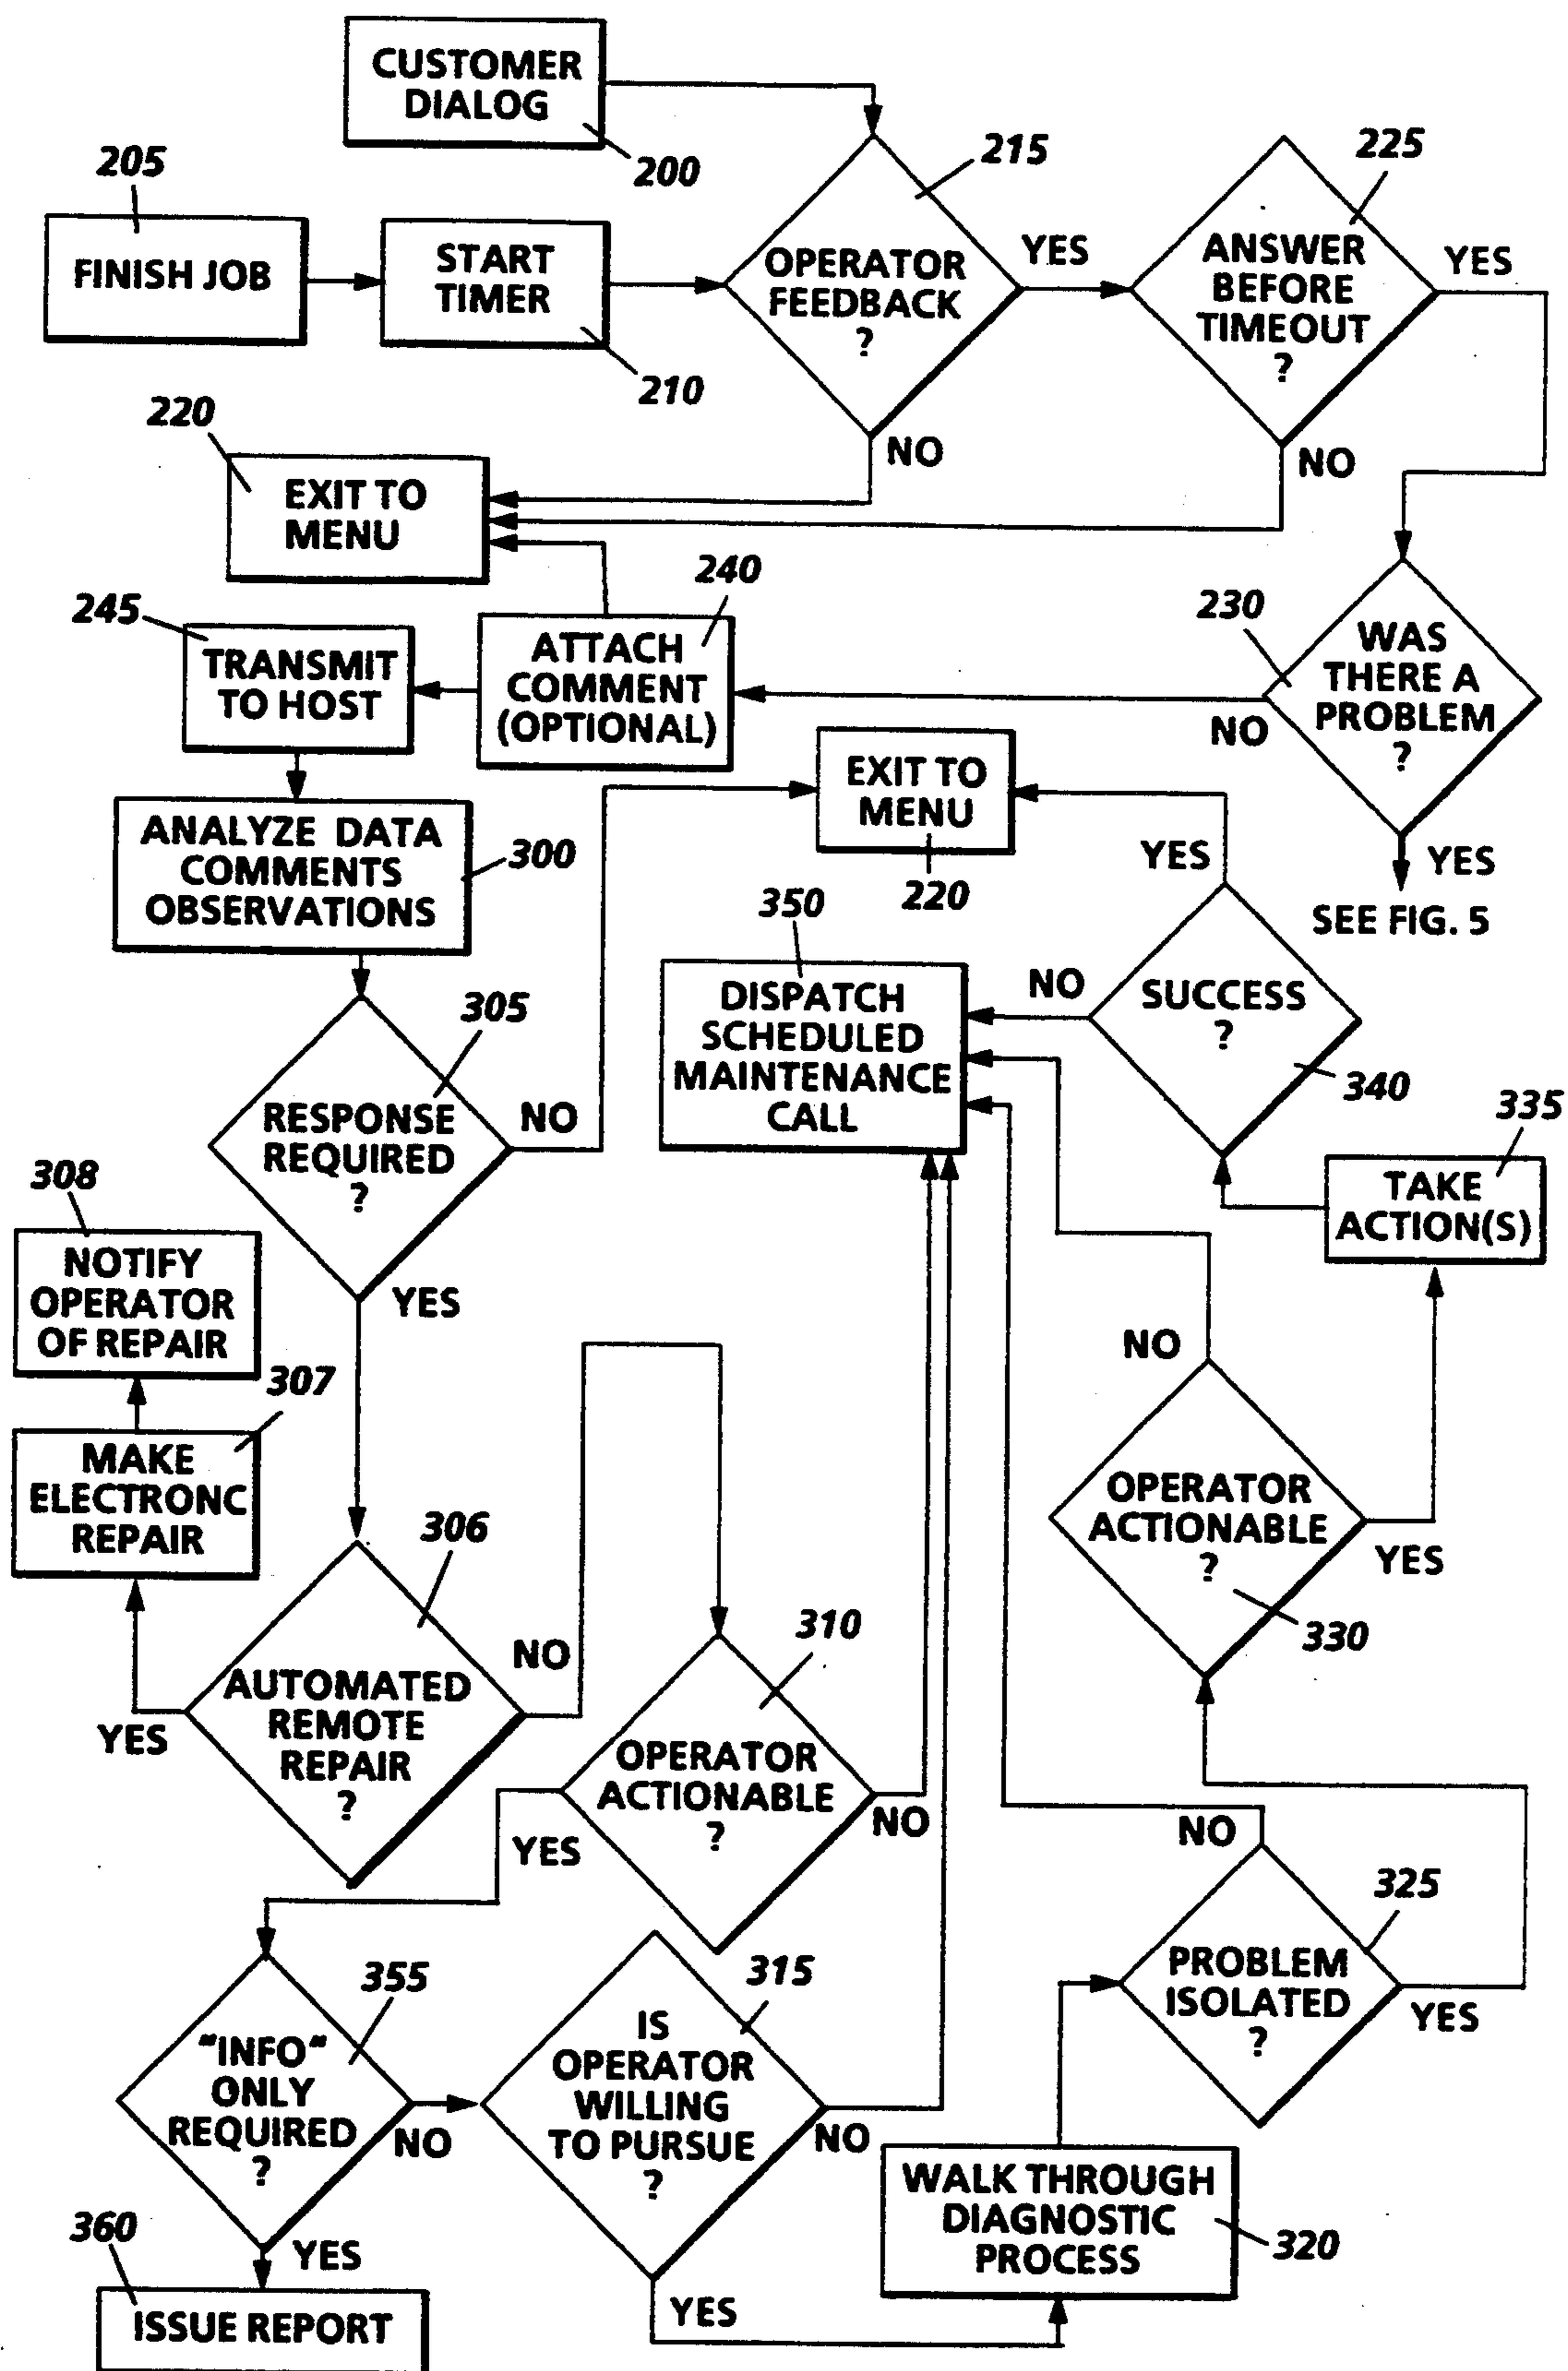 CUSTOMER
DIALOG
200
205
FINISH JOB
START
TIMER
210
215
OPERATOR
FEEDBACK
?
YES
NO
225
ANSWER
BEFORE
TIMEOUT
?
YES
NO
220
EXIT TO
MENU
230
WAS
THERE A
PROBLEM
?
NO
YES
SEE FIG. 5
240
ATTACH
COMMENT
(OPTIONAL)
245
TRANSMIT
TO HOST
EXIT TO
MENU
220
ANALYZE DATA
COMMENTS
OBSERVATIONS
300
305
RESPONSE
REQUIRED
?
NO
YES
350
DISPATCH
SCHEDULED
MAINTENANCE
CALL
YES
NO
SUCCESS
?
340
335
TAKE
ACTION(S)
308
NOTIFY
OPERATOR
OF REPAIR
307
MAKE
ELECTRONC
REPAIR
306
AUTOMATED
REMOTE
REPAIR
?
YES
NO
310
OPERATOR
ACTIONABLE
?
YES
NO
NO
OPERATOR
ACTIONABLE
?
YES
330
NO
325
PROBLEM
ISOLATED
?
YES
355
"INFO"
ONLY
REQUIRED
?
NO
YES
315
IS
OPERATOR
WILLING
TO PURSUE
?
NO
YES
WALK THROUGH
DIAGNOSTIC
PROCESS
320
360
ISSUE REPORT